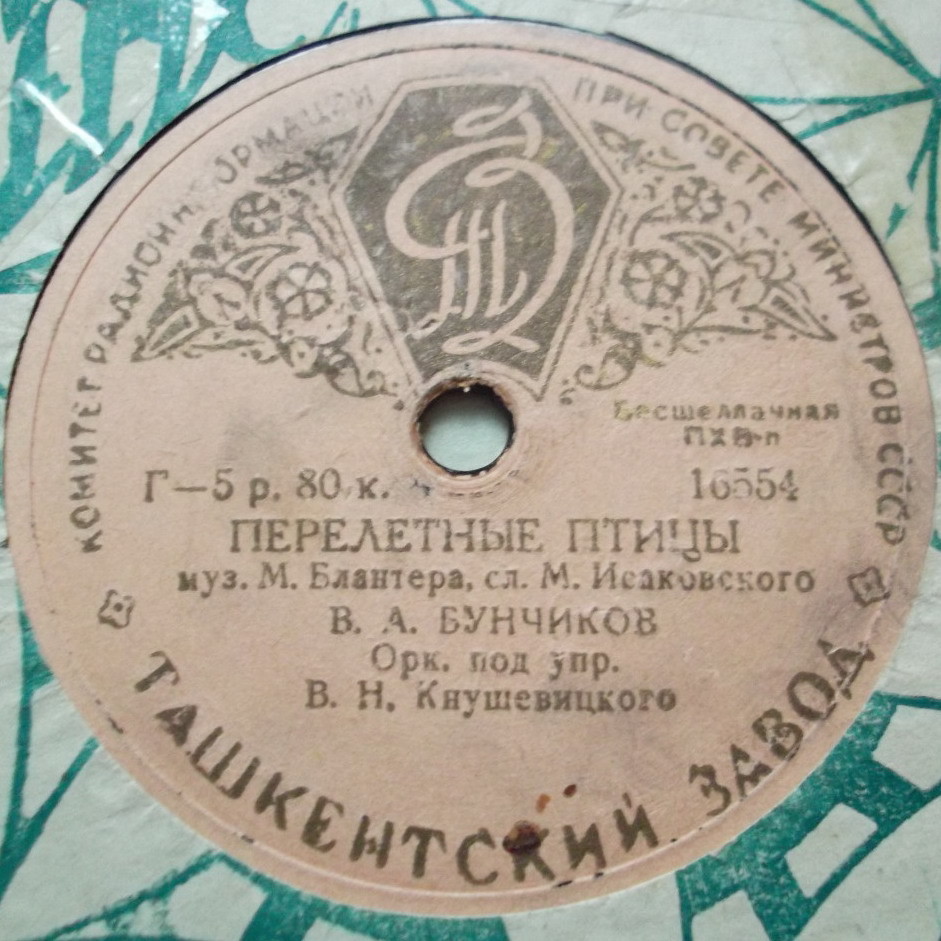 КОМИТЕТ РАДИОИНФОРМАЦИИ ПРИ СОВЕТЕ МИНИСТРОВ СССР
Бесшеллачная
Г—5 р. 80 к. 16554
ПЕРЕЛЕТНЫЕ ПТИЦЫ
муз. М. Блантера, сл. М. Исаковского
В. А. БУНЧИКОВ
Орк. под упр.
В. Н. Кнушевицкого
ТАШКЕНТСКИЙ ЗАВОД